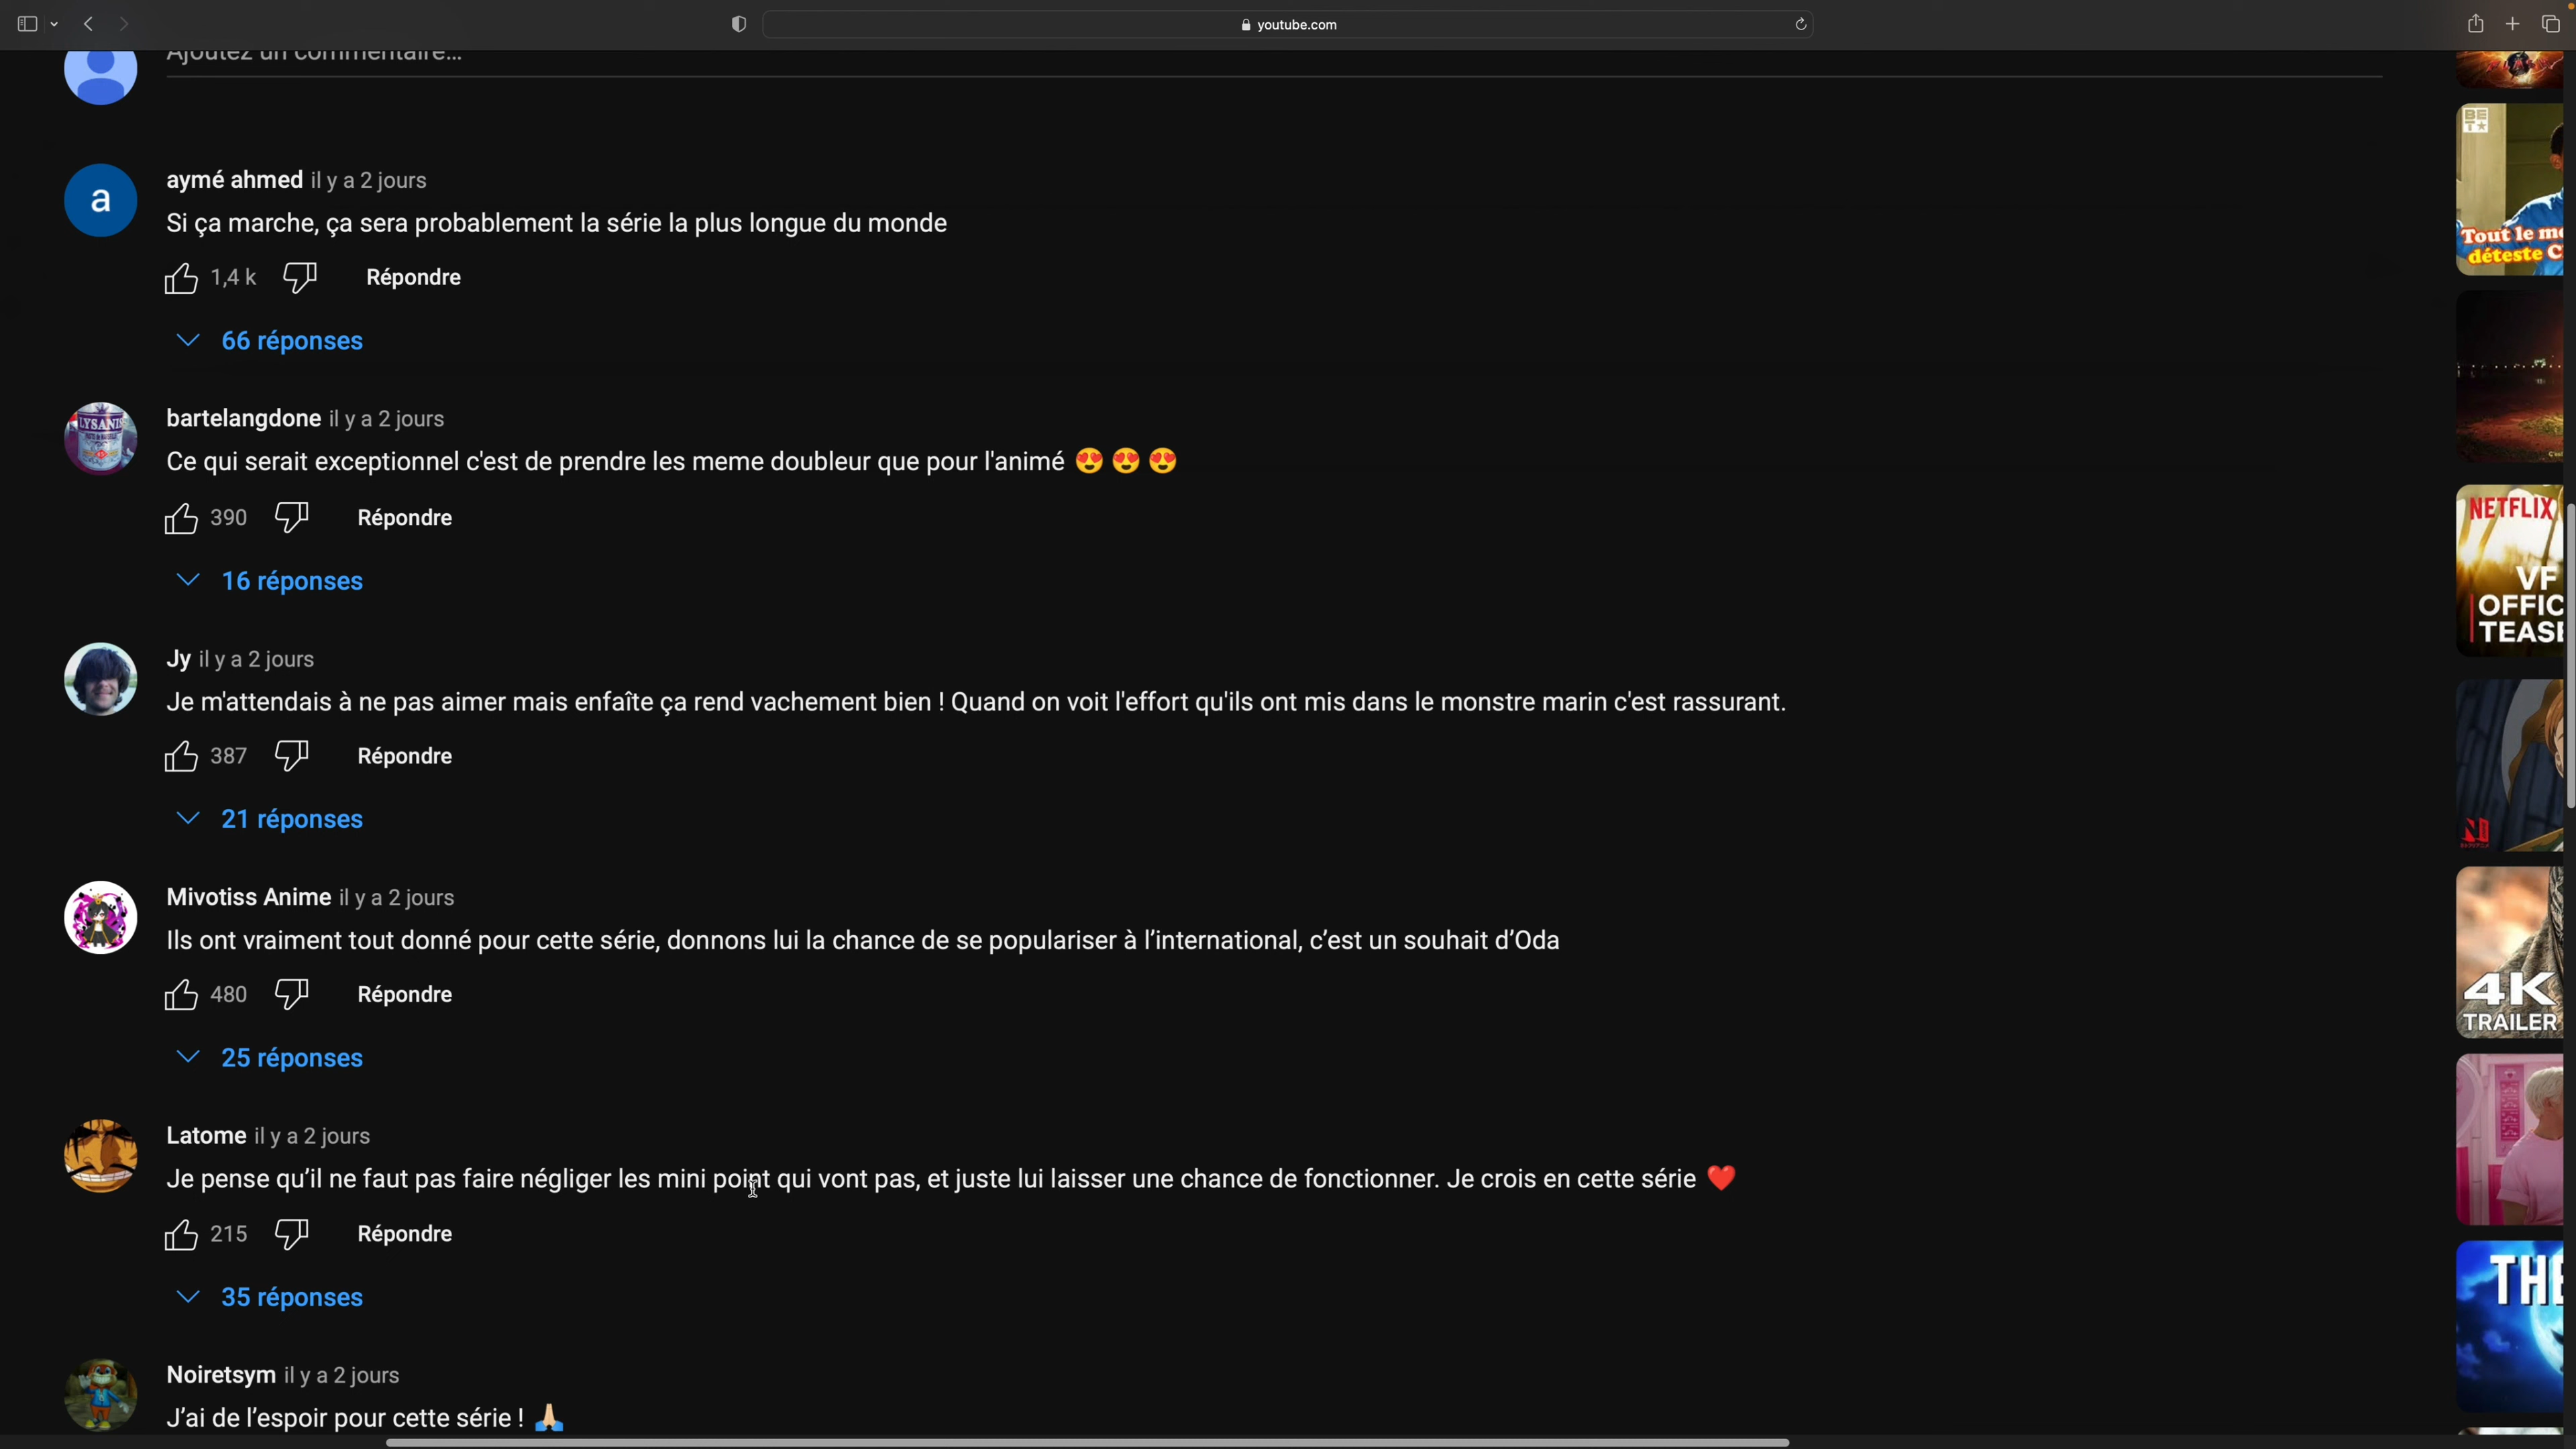 youtube.com
Ajoutez un commentaire...
a
aymé ahmed il y a 2 jours
Si ça marche, ça sera probablement la série la plus longue du monde
1,4 k Répondre
66 réponses
bartelangdone il y a 2 jours
Ce qui serait exceptionnel c'est de prendre les meme doubleur que pour l'animé 😍 😍 😍
390 Répondre
16 réponses
Jy il y a 2 jours
Je m'attendais à ne pas aimer mais enfaîte ça rend vachement bien ! Quand on voit l'effort qu'ils ont mis dans le monstre marin c'est rassurant.
387 Répondre
21 réponses
Mivotiss Anime il y a 2 jours
Ils ont vraiment tout donné pour cette série, donnons lui la chance de se populariser à l’international, c’est un souhait d’Oda
480 Répondre
25 réponses
Latome il y a 2 jours
Je pense qu’il ne faut pas faire négliger les mini point qui vont pas, et juste lui laisser une chance de fonctionner. Je crois en cette série ❤️
215 Répondre
35 réponses
Noiretsym il y a 2 jours
J’ai de l’espoir pour cette série ! 🙏🏻
BET
Tout le
déteste
NETFLIX
VF
OFFIC
TEASE
4K
TRAILER
THE